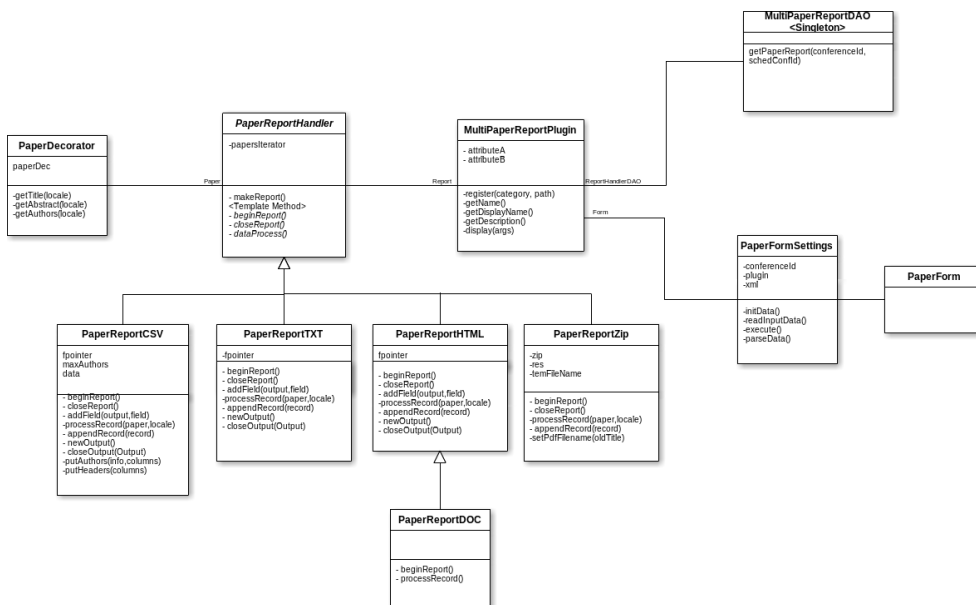 MultiPaperReportDAO
<Singleton>
getPaperReport(conferenceId,
schedConfId)
PaperReportHandler
-papersIterator
- makeReport()
<Template Method>
- beginReport()
- closeReport()
- dataProcess()
MultiPaperReportPlugin
- attributeA
- attributeB
-register(category, path)
-getName()
-getDisplayName()
-getDescription()
-display(args)
PaperDecorator
paperDec
-getTitle(locale)
-getAbstract(locale)
-getAuthors(locale)
Paper
Report
ReportHandlerDAO
Form
PaperFormSettings
-conferenceId
-plugin
-xml
-initData()
-readInputData()
-execute()
-parseData()
PaperForm
PaperReportCSV
fpointer
maxAuthors
data
- beginReport()
- closeReport()
- addField(output,field)
-processRecord(paper,locale)
- appendRecord(record)
- newOutput()
- closeOutput(Output)
-putAuthors(info,columns)
-putHeaders(columns)
PaperReportTXT
-fpointer
- beginReport()
- closeReport()
- addField(output,field)
-processRecord(paper,locale)
- appendRecord(record)
-newOutput()
- closeOutput(Output)
PaperReportHTML
fpointer
- beginReport()
- closeReport()
- addField(output,field)
-processRecord(paper,locale)
- appendRecord(record)
- newOutput()
- closeOutput(Output)
PaperReportZip
-zip
-res
-temFileName
- beginReport()
- closeReport()
-processRecord(paper,locale)
- appendRecord(record)
-setPdfFilename(oldTitle)
PaperReportDOC
- beginReport()
- processRecord()